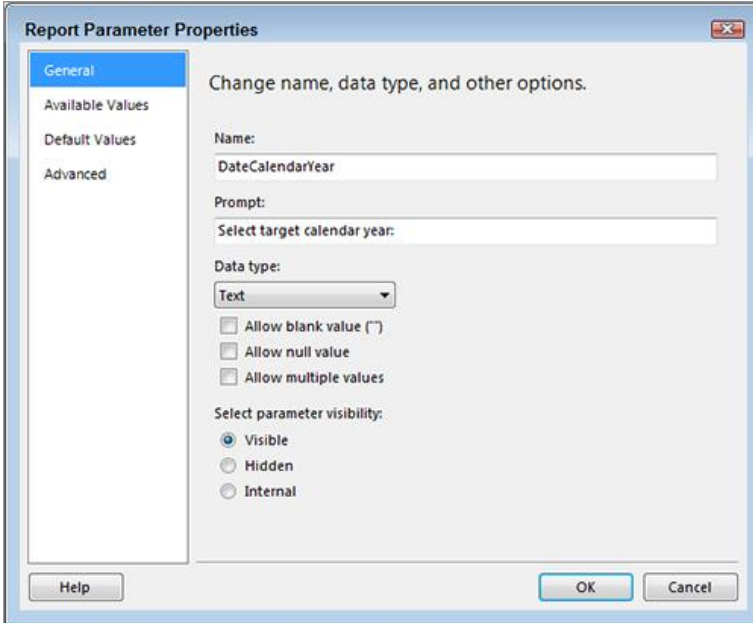 Report Parameter Properties
General
Available Values
Default Values
Advanced
Change name, data type, and other options.
Name:
DateCalendarYear
Prompt:
Select target calendar year:
Data type:
Text
Allow blank value ("")
Allow null value
Allow multiple values
Select parameter visibility:
Visible
Hidden
Internal
Help
OK
Cancel